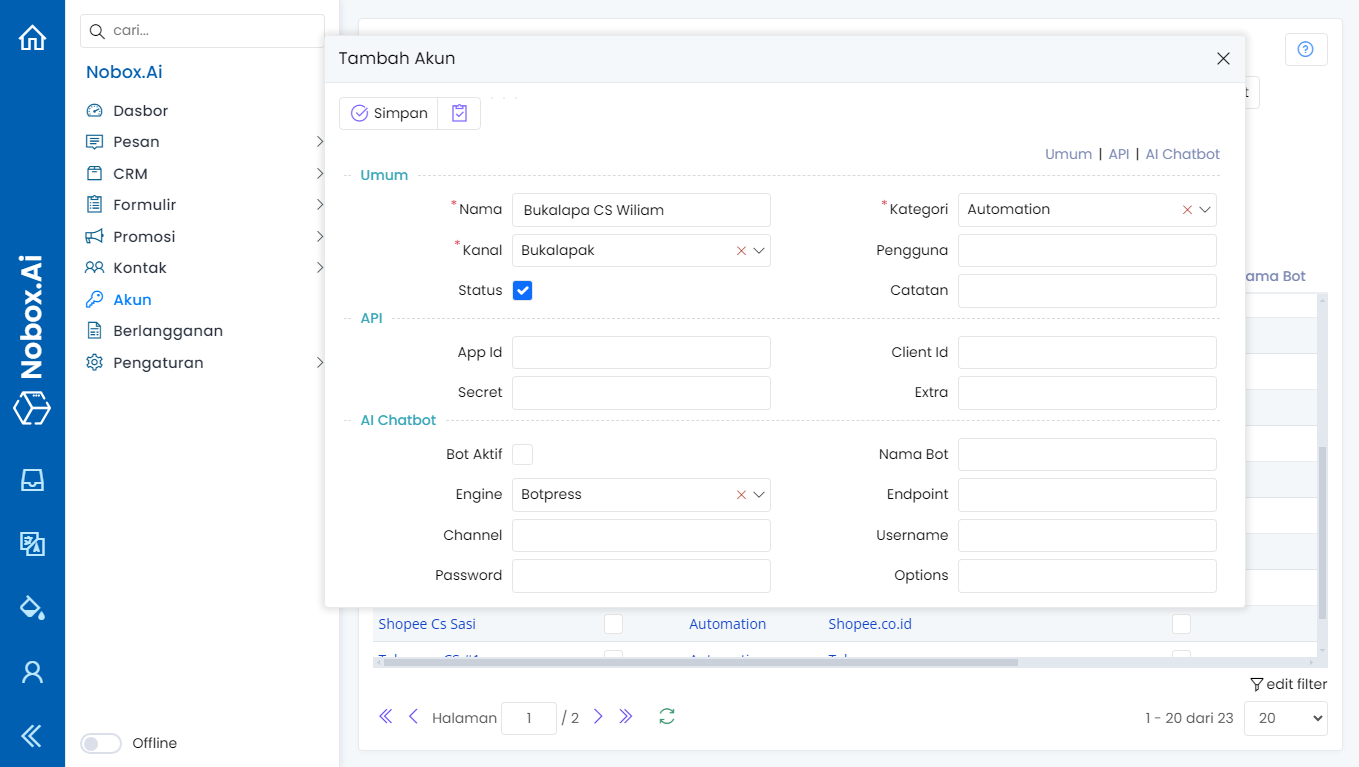 cari...
Nobox.Ai
Dasbor
Pesan
CRM
Formulir
Promosi
Kontak
Akun
Berlangganan
Pengaturan
Offline
Nobox.Ai
Tambah Akun
Simpan
Umum | API | AI Chatbot
Umum
*Nama Bukalapa CS Wiliam
*Kategori Automation
*Kanal Bukalapak
Pengguna
Status
Catatan
API
App Id
Client Id
Secret
Extra
AI Chatbot
Bot Aktif
Nama Bot
Engine Botpress
Endpoint
Channel
Username
Password
Options
ama Bot
Shopee Cs Sasi Automation Shopee.co.id
edit filter
Halaman 1 / 2
1 - 20 dari 23 20